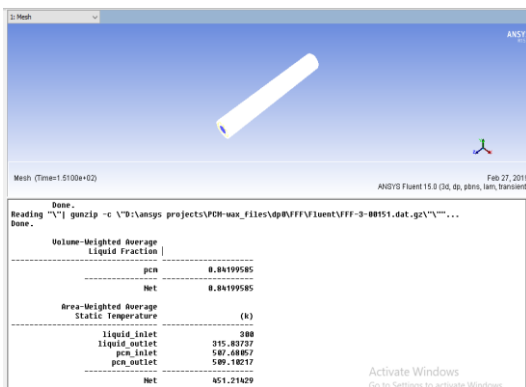 1: Mesh
ANSY
Mesh (Time=1.5100e+02)
Feb 27, 201
ANSYS Fluent 15.0 (3d, dp, pbns, lam, transient
Done.
Reading "\"| gunzip -c \"D:\ansys projects\PCM-wax_files\dp0\FFF\Fluent\FFF-3-00151.dat.gz\"\""...
Done.
Volume-Weighted Average
Liquid Fraction
pcm 0.84199585
Net 0.84199585
Area-Weighted Average
Static Temperature (k)
liquid_inlet 300
liquid_outlet 315.83737
pcm_inlet 507.68057
pcm_outlet 509.10217
Net 451.21429
Activate Windows
Go to Settings to activate Windows